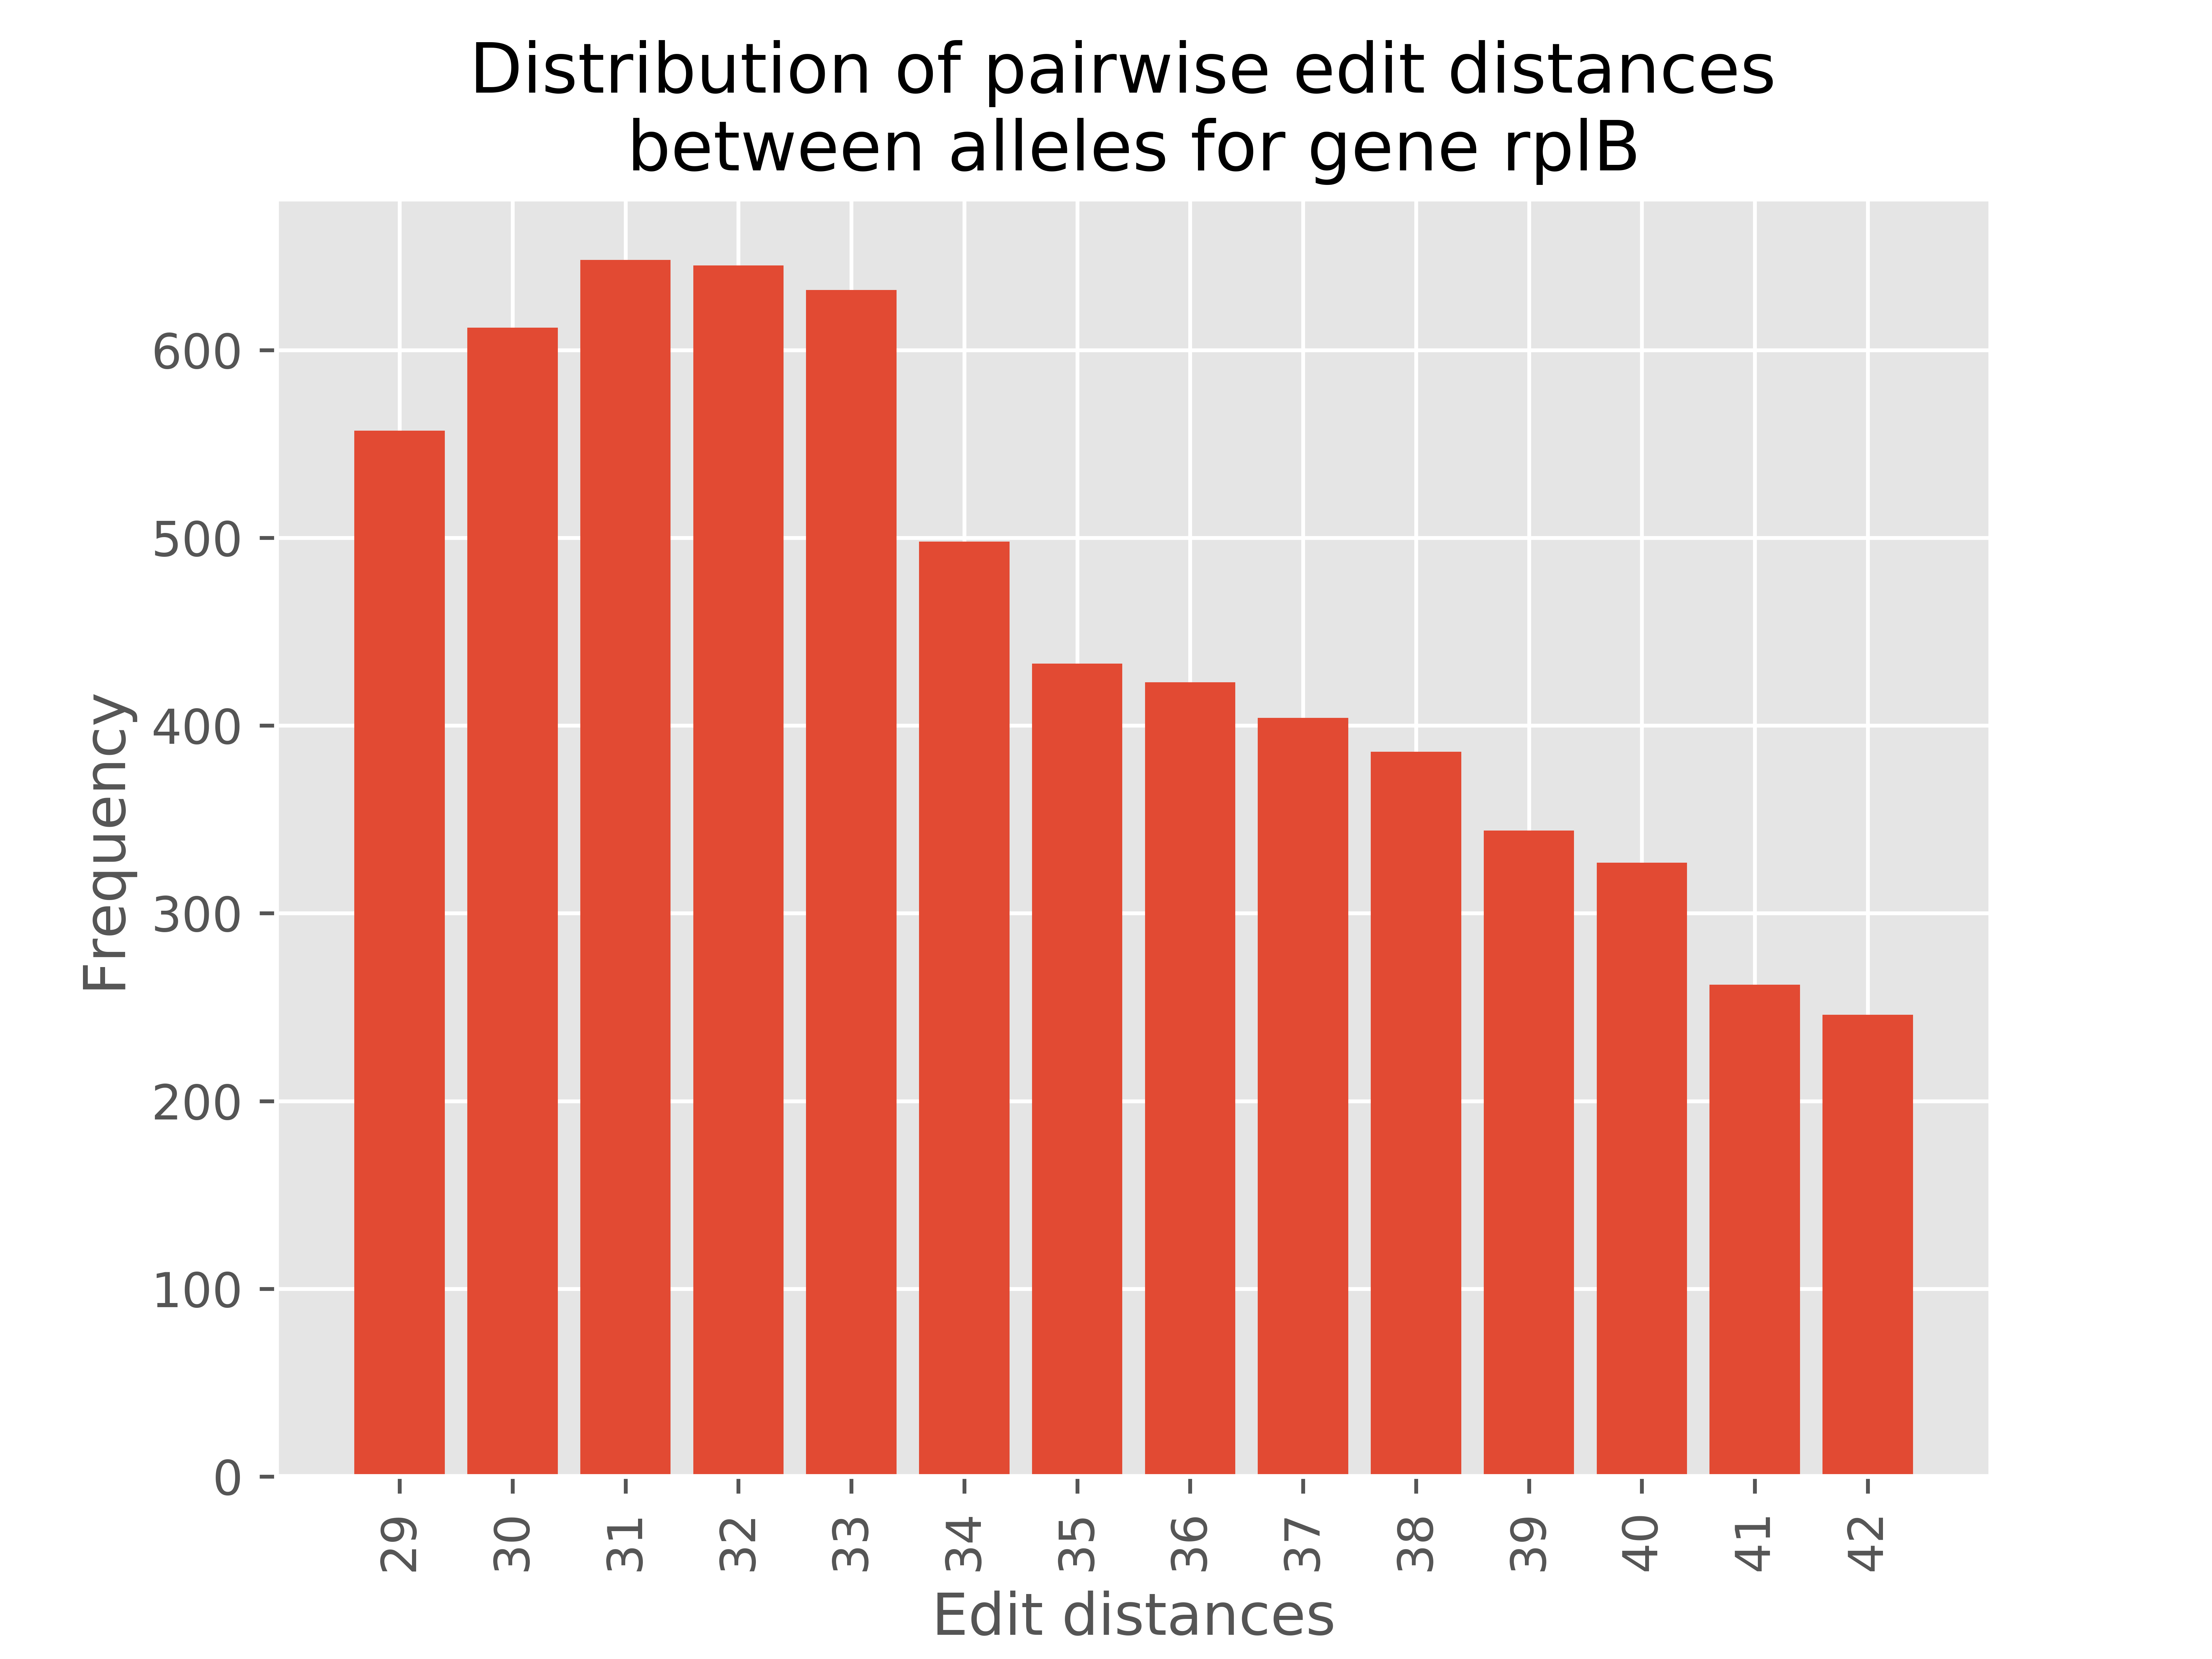 Distribution of pairwise edit distances
between alleles for gene rplB
Frequency
600
500
400
300
200
100
0
29 30 31 32 33 34 35 36 37 38 39 40 41 42
Edit distances